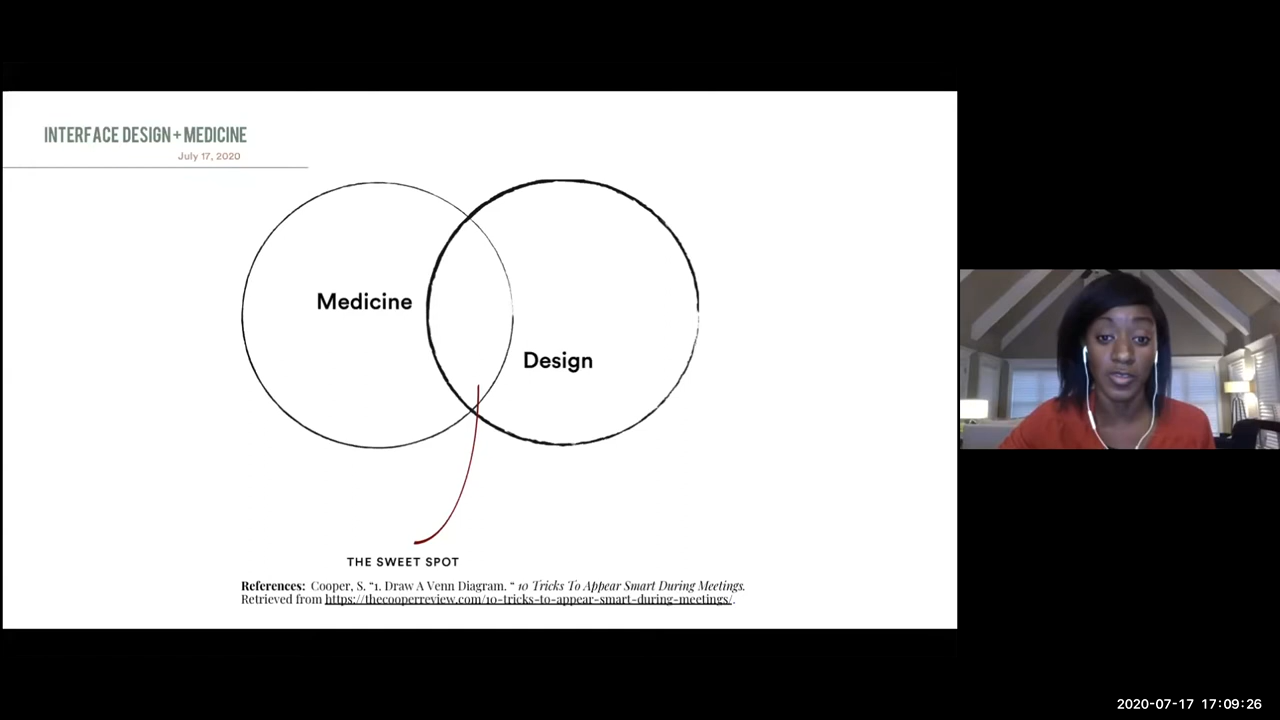 INTERFACE DESIGN + MEDICINE
July 17, 2020
Medicine
Design
THE SWEET SPOT
References: Cooper, S. “1. Draw A Venn Diagram. “ 10 Tricks To Appear Smart During Meetings.
Retrieved from https://thecooperreview.com/10-tricks-to-appear-smart-during-meetings/.
2020-07-17 17:09:26